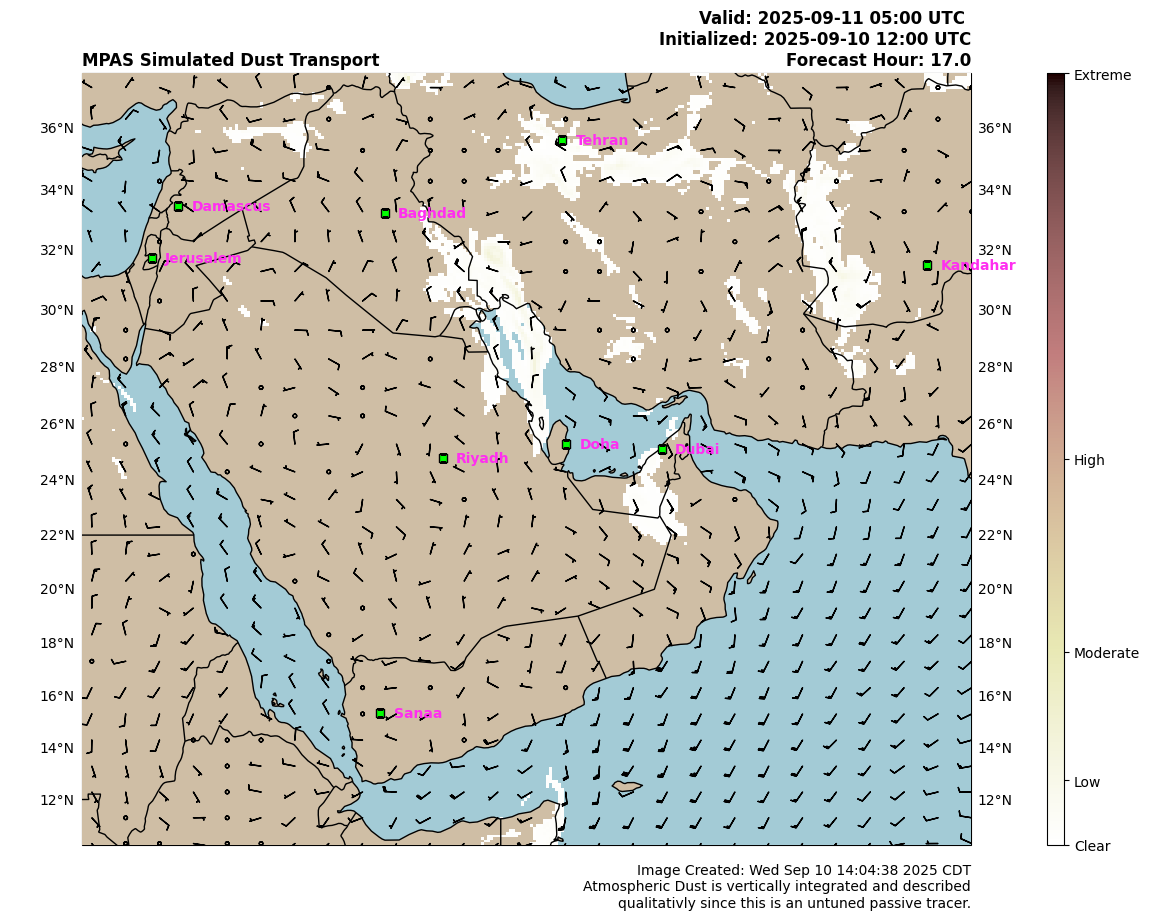 Valid: 2025-09-11 05:00 UTC
Initialized: 2025-09-10 12:00 UTC
MPAS Simulated Dust Transport
Forecast Hour: 17.0
Extreme
High
Moderate
Low
Clear
36°N
34°N
32°N
30°N
28°N
26°N
24°N
22°N
20°N
18°N
16°N
14°N
12°N
36°N
34°N
32°N
30°N
28°N
26°N
24°N
22°N
20°N
18°N
16°N
14°N
12°N
Tehran
Damascus
Baghdad
Jerusalem
Kandahar
Doha
Dubai
Riyadh
Sanaa
Image Created: Wed Sep 10 14:04:38 2025 CDT
Atmospheric Dust is vertically integrated and described
qualitativly since this is an untuned passive tracer.